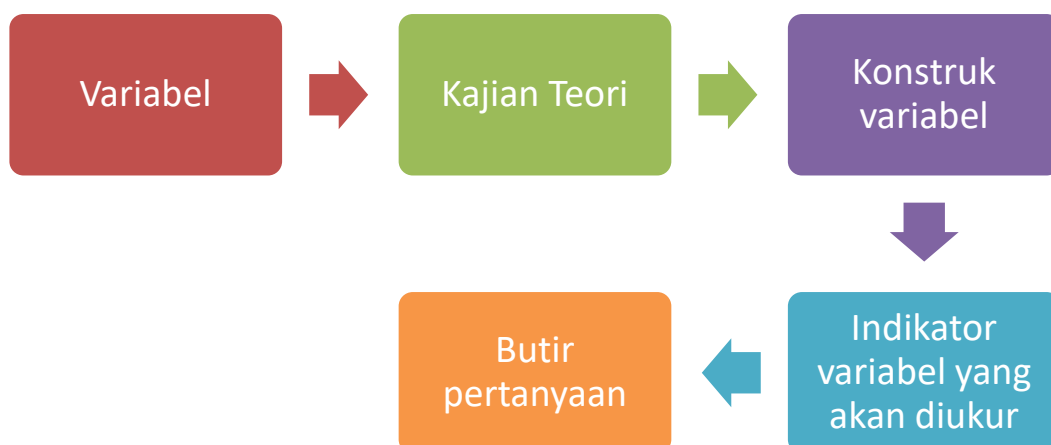 Variabel
Kajian Teori
Konstruk
variabel
Indikator
variabel yang
akan diukur
Butir
pertanyaan